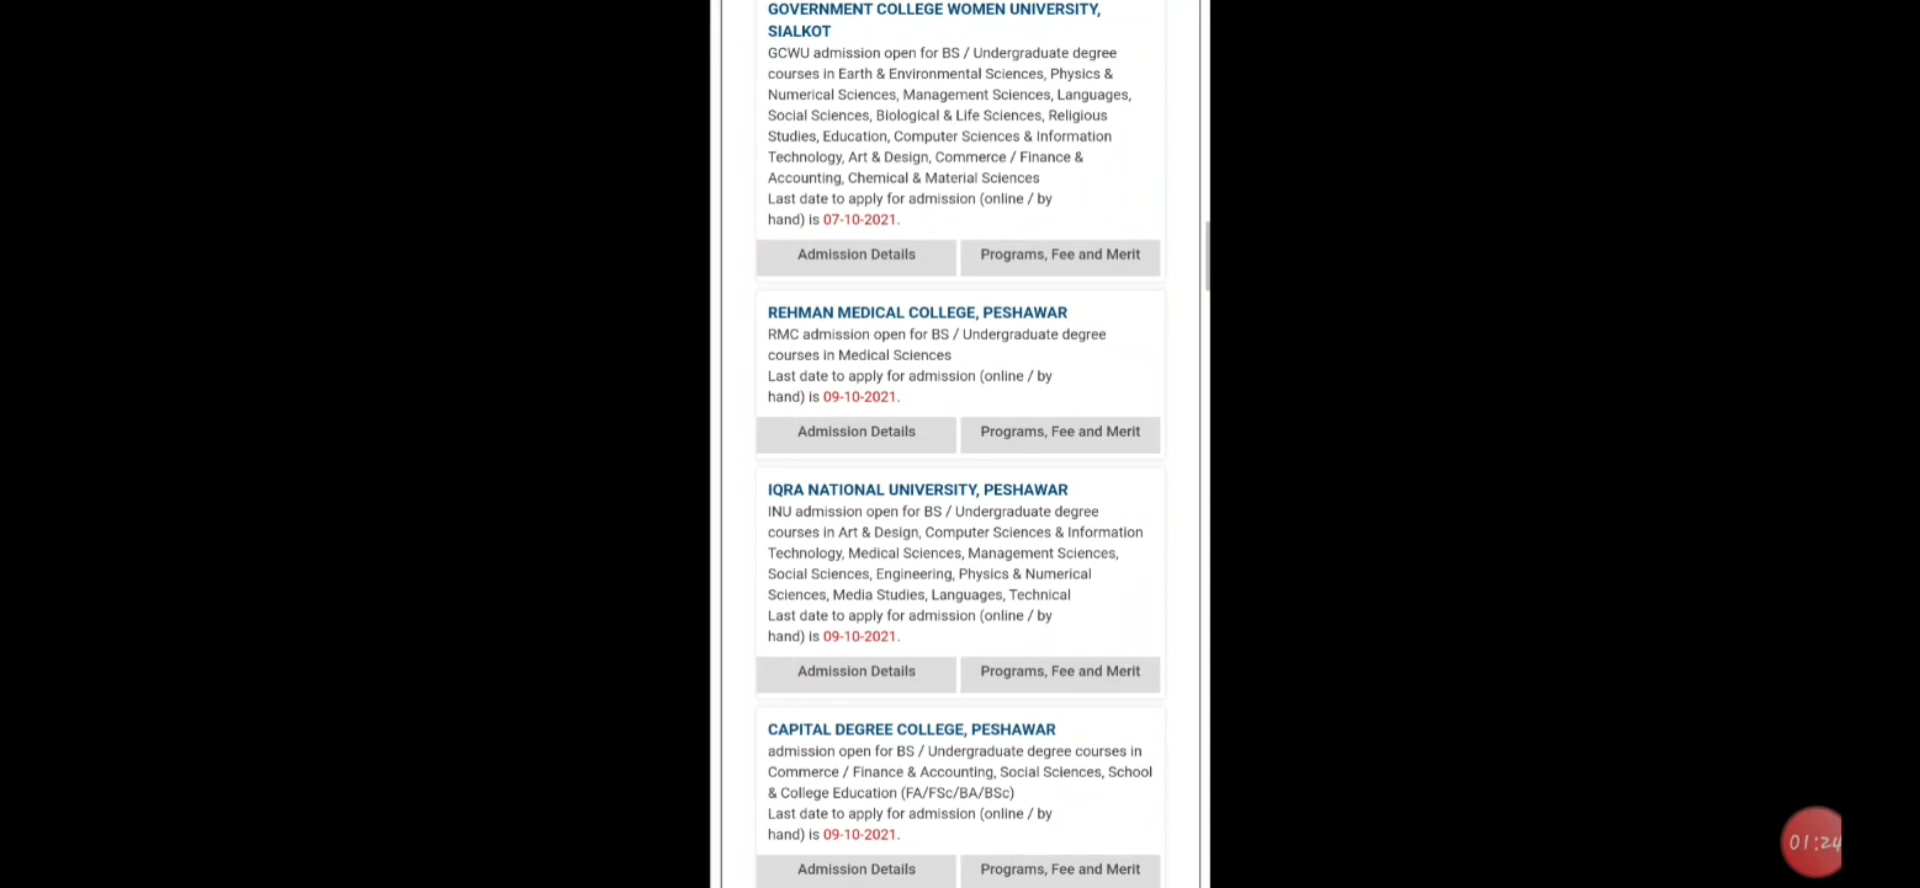 GOVERNMENT COLLEGE WOMEN UNIVERSITY,
SIALKOT
GCWU admission open for BS / Undergraduate degree
courses in Earth & Environmental Sciences, Physics &
Numerical Sciences, Management Sciences, Languages,
Social Sciences, Biological & Life Sciences, Religious
Studies, Education, Computer Sciences & Information
Technology, Art & Design, Commerce / Finance &
Accounting, Chemical & Material Sciences
Last date to apply for admission (online / by
hand) is 07-10-2021.
Admission Details Programs, Fee and Merit
REHMAN MEDICAL COLLEGE, PESHAWAR
RMC admission open for BS / Undergraduate degree
courses in Medical Sciences
Last date to apply for admission (online / by
hand) is 09-10-2021.
Admission Details Programs, Fee and Merit
IQRA NATIONAL UNIVERSITY, PESHAWAR
INU admission open for BS / Undergraduate degree
courses in Art & Design, Computer Sciences & Information
Technology, Medical Sciences, Management Sciences,
Social Sciences, Engineering, Physics & Numerical
Sciences, Media Studies, Languages, Technical
Last date to apply for admission (online / by
hand) is 09-10-2021.
Admission Details Programs, Fee and Merit
CAPITAL DEGREE COLLEGE, PESHAWAR
admission open for BS / Undergraduate degree courses in
Commerce / Finance & Accounting, Social Sciences, School
& College Education (FA/FSc/BA/BSc)
Last date to apply for admission (online / by
hand) is 09-10-2021.
Admission Details Programs, Fee and Merit
01:24